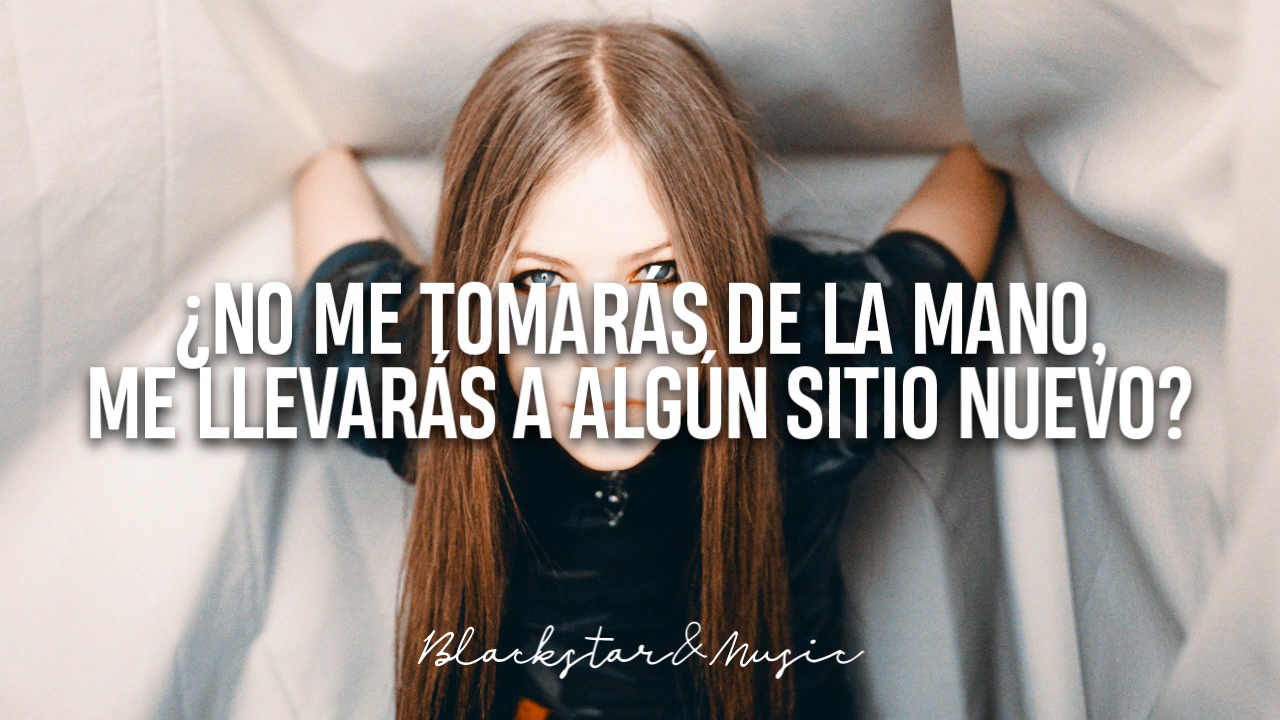 ¿NO ME TOMARÁS DE LA MANO,
ME LLEVARÁS A ALGÚN SITIO NUEVO?
Blackstar&Music